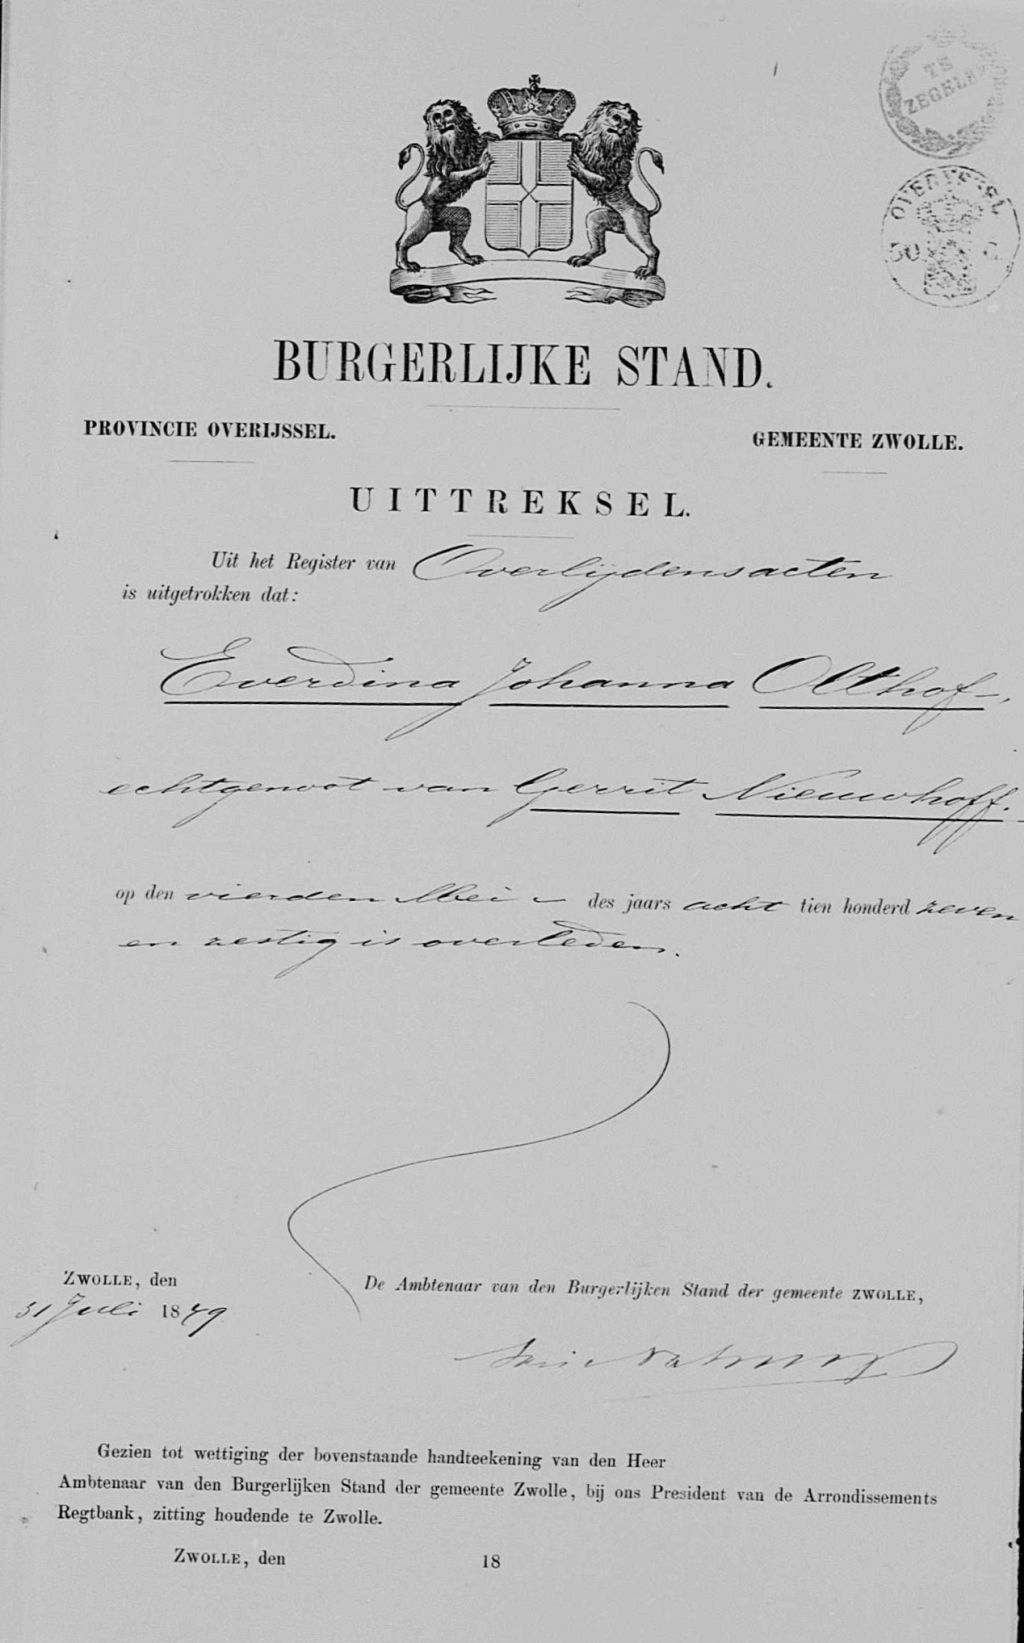 TE
ZEGELEN
OVERYSSEL
50 C.
BURGERLIJKE STAND.
PROVINCIE OVERIJSSEL.
GEMEENTE ZWOLLE.
UITTREKSEL.
Uit het Register van Overlijdensacten
is uitgetrokken dat:
Everdina Johanna Olthof,
echtgenoot van Gerrit Nieuwhoff.
op den vierden Mei des jaars acht tien honderd zeven
en zestig is overleden.
ZWOLLE, den
31 Juli 1879
De Ambtenaar van den Burgerlijken Stand der gemeente ZWOLLE,
Gezien tot wettiging der bovenstaande handteekening van den Heer
Ambtenaar van den Burgerlijken Stand der gemeente Zwolle, bij ons President van de Arrondissements
Regtbank, zitting houdende te Zwolle.
ZWOLLE, den 18